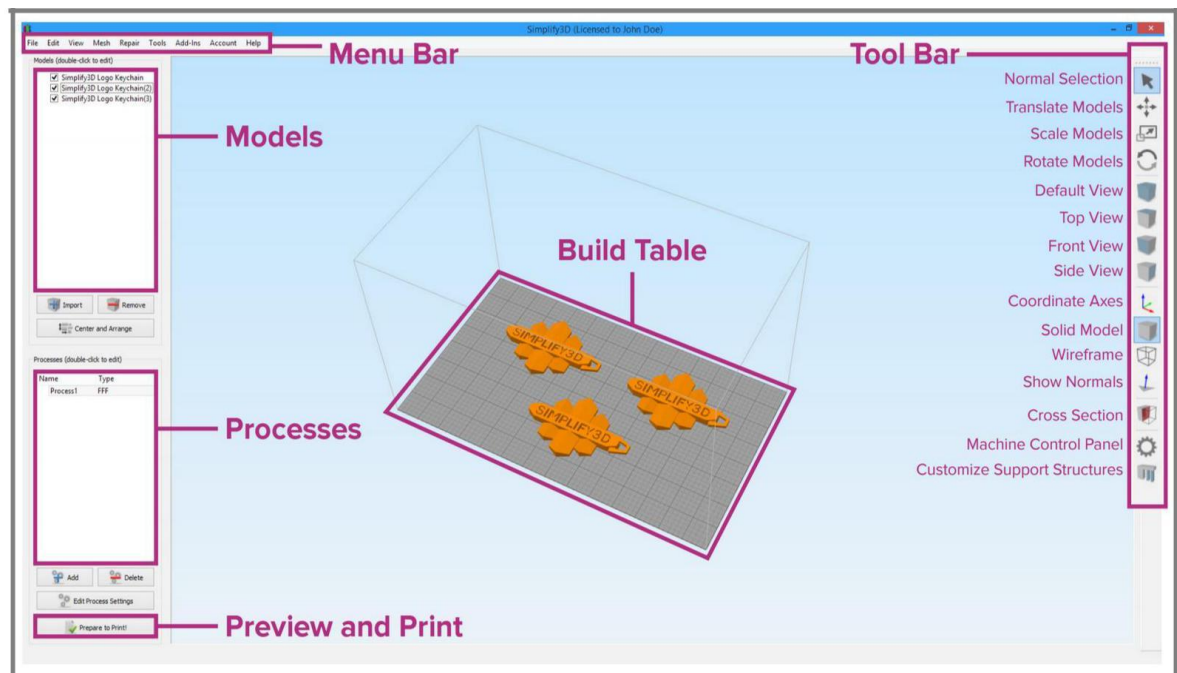 Simplify3D (Licensed to John Doe)
File Edit View Mesh Repair Tools Add-Ins Account Help
Menu Bar
Tool Bar
Models (double-click to edit)
Simplify3D Logo Keychain
Simplify3D Logo Keychain(2)
Simplify3D Logo Keychain(3)
Models
Import Remove
Center and Arrange
Processes (double-click to edit)
Name Type
Process1 FFF
Processes
Add Delete
Edit Process Settings
Prepare to Print!
Preview and Print
Build Table
SIMPLIFY3D
SIMPLIFY3D
SIMPLIFY3D
Normal Selection
Translate Models
Scale Models
Rotate Models
Default View
Top View
Front View
Side View
Coordinate Axes
Solid Model
Wireframe
Show Normals
Cross Section
Machine Control Panel
Customize Support Structures